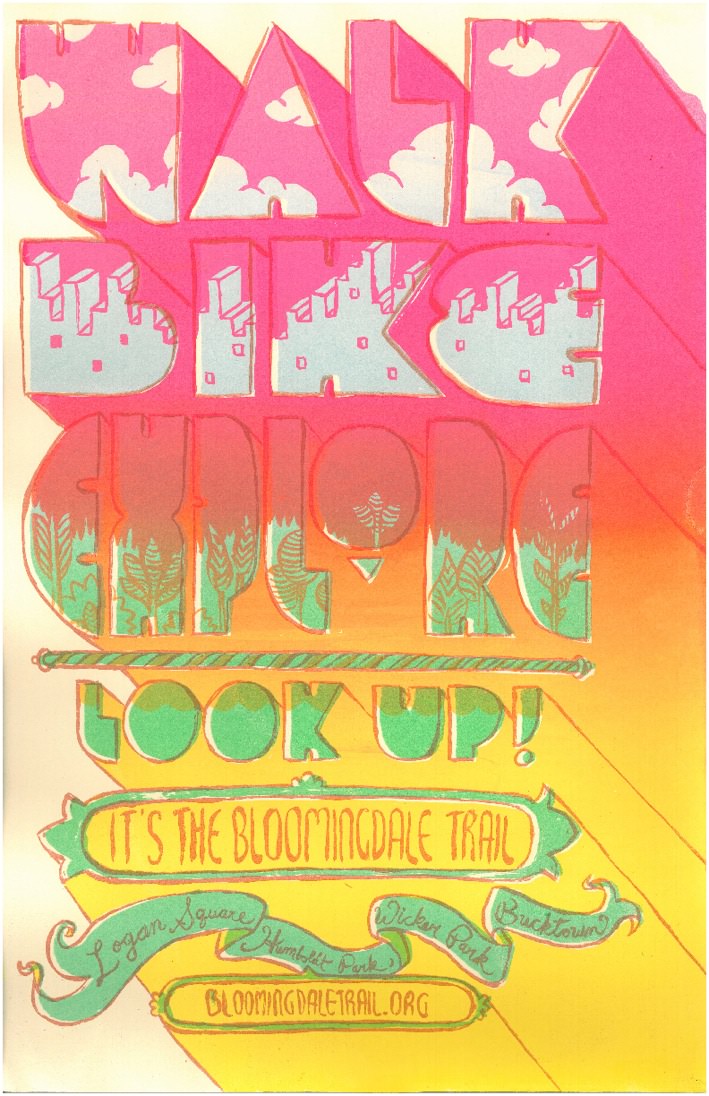 WALK
BIKE
EXPLORE
LOOK UP!
IT'S THE BLOOMINGDALE TRAIL
Logan Square Humboldt Park Wicker Park Bucktown
BLOOMINGDALETRAIL.ORG